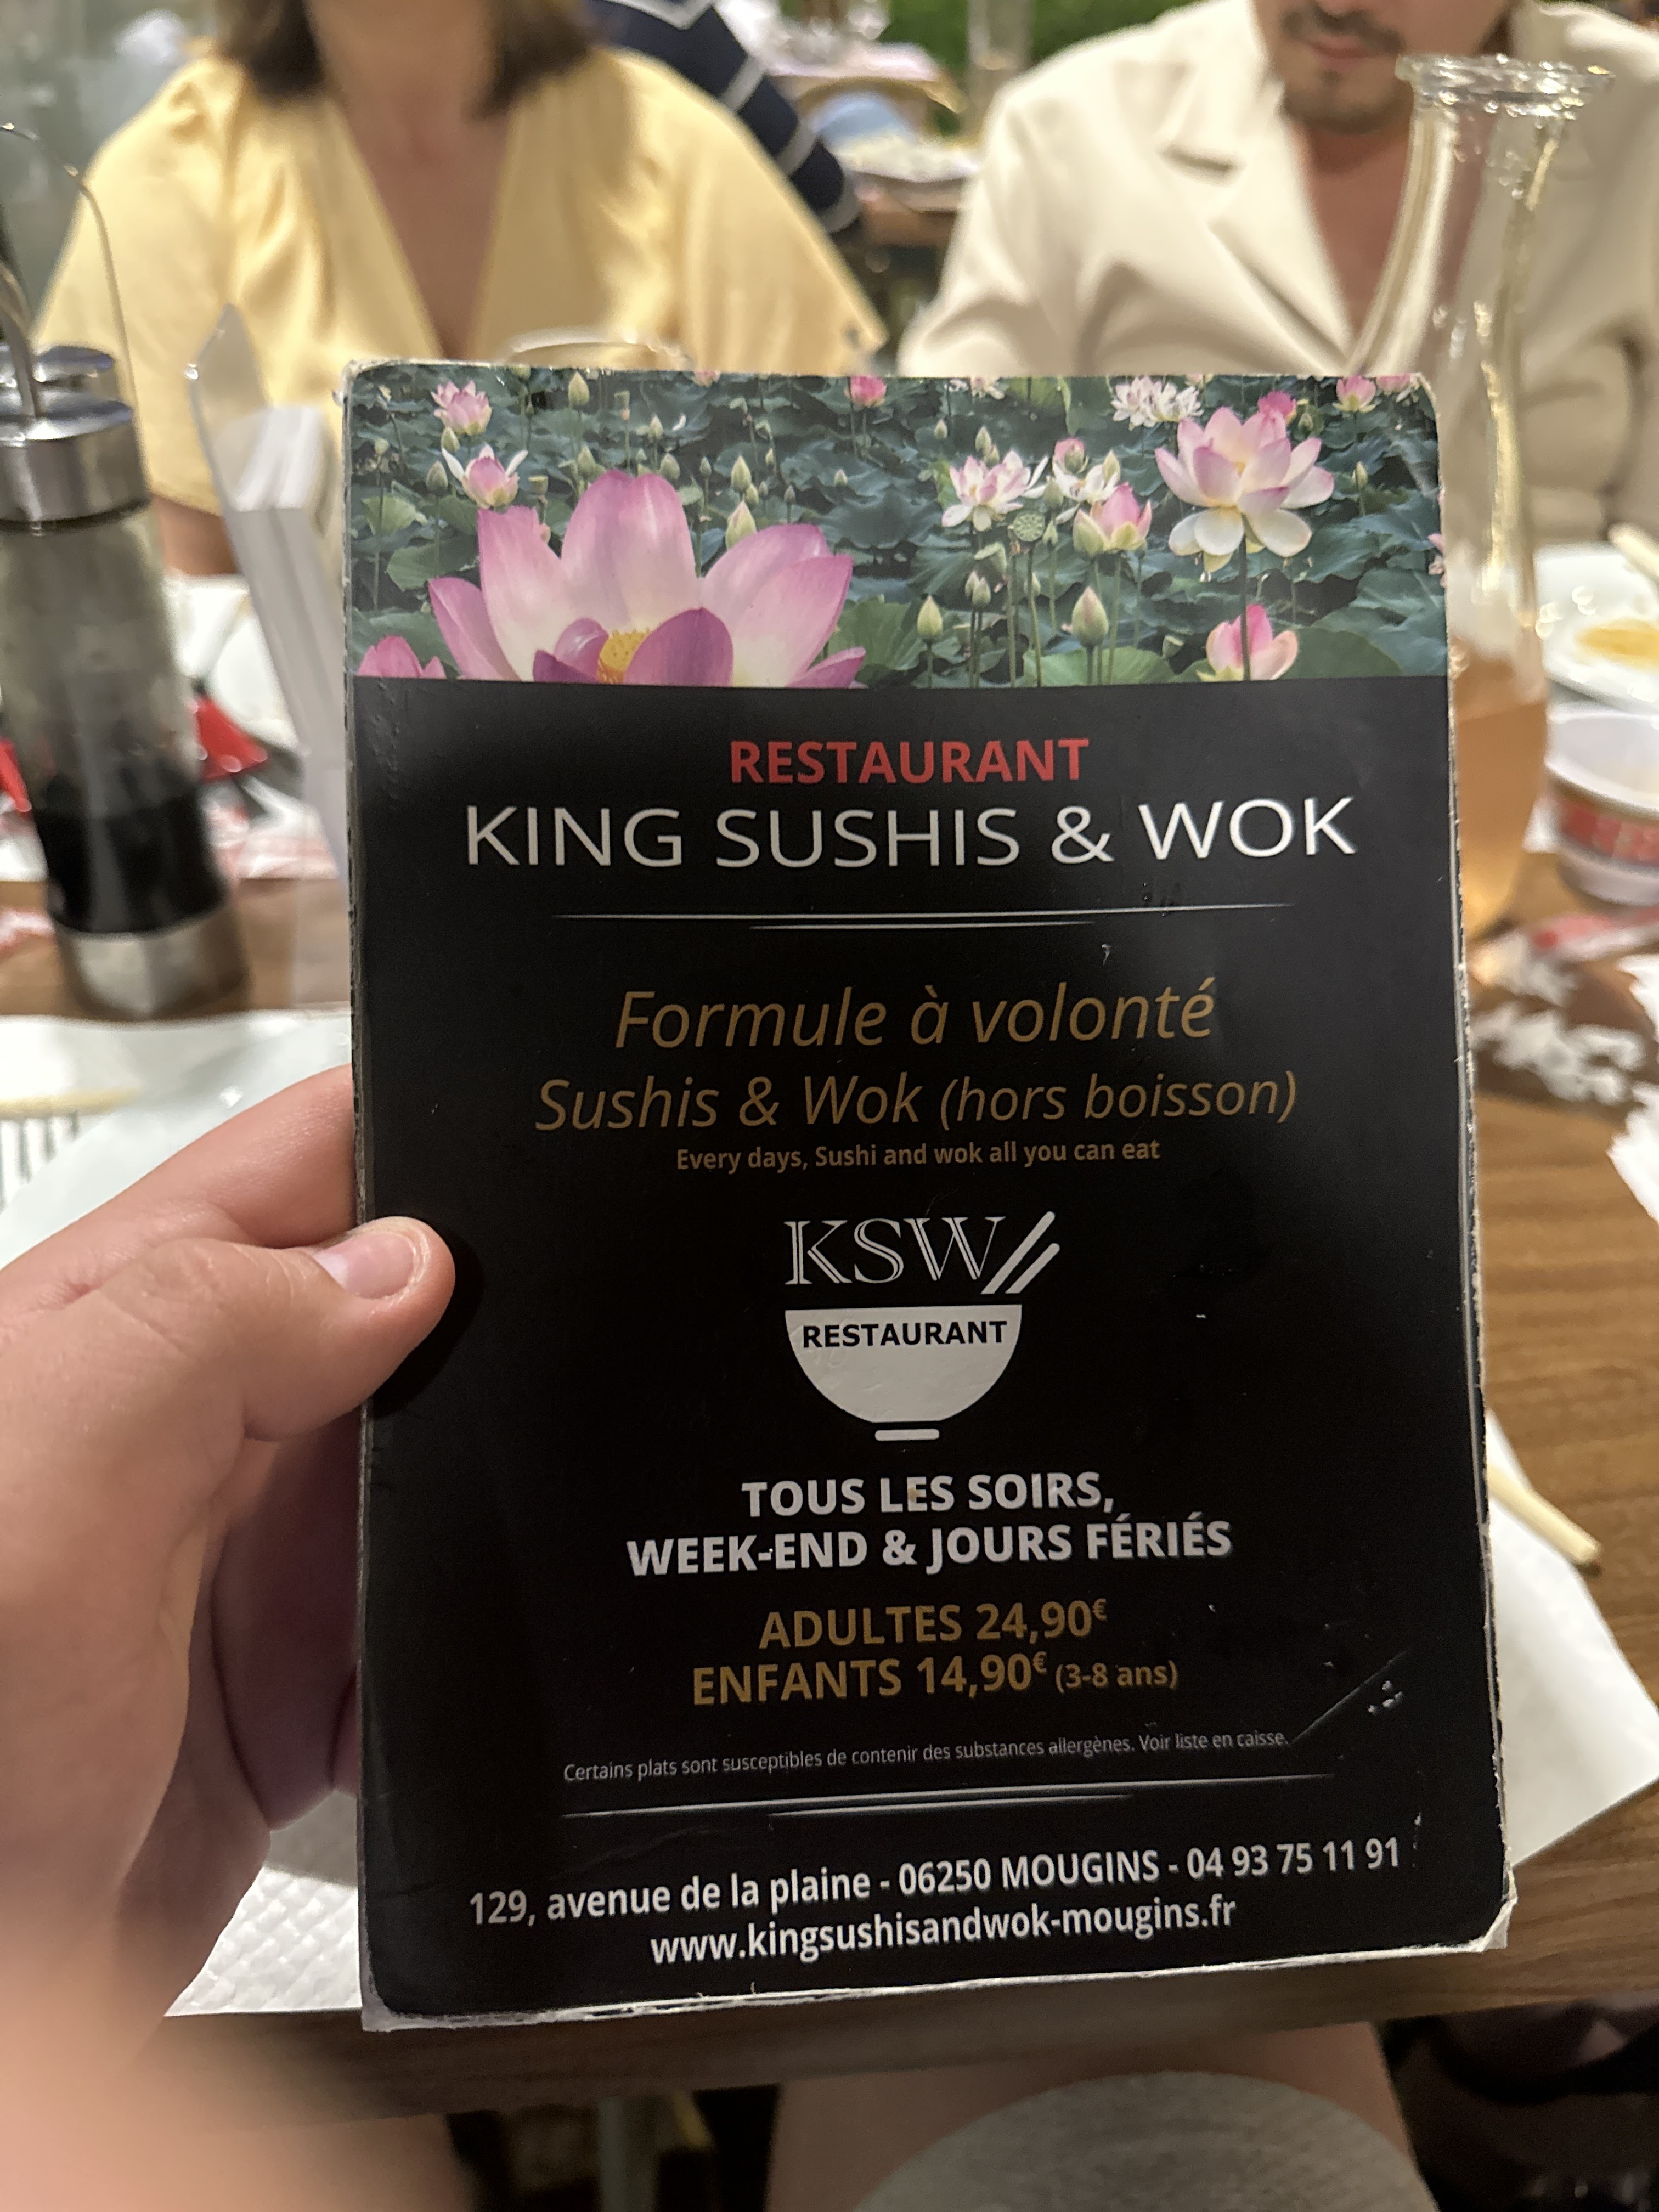 RESTAURANT
KING SUSHIS & WOK
Formule à volonté
Sushis & Wok (hors boisson)
Every days, Sushi and wok all you can eat
KSW
RESTAURANT
TOUS LES SOIRS,
WEEK-END & JOURS FÉRIÉS
ADULTES 24,90€
ENFANTS 14,90€ (3-8 ans)
Certains plats sont susceptibles de contenir des substances allergènes. Voir liste en caisse.
129, avenue de la plaine - 06250 MOUGINS - 04 93 75 11 91
www.kingsushisandwok-mougins.fr